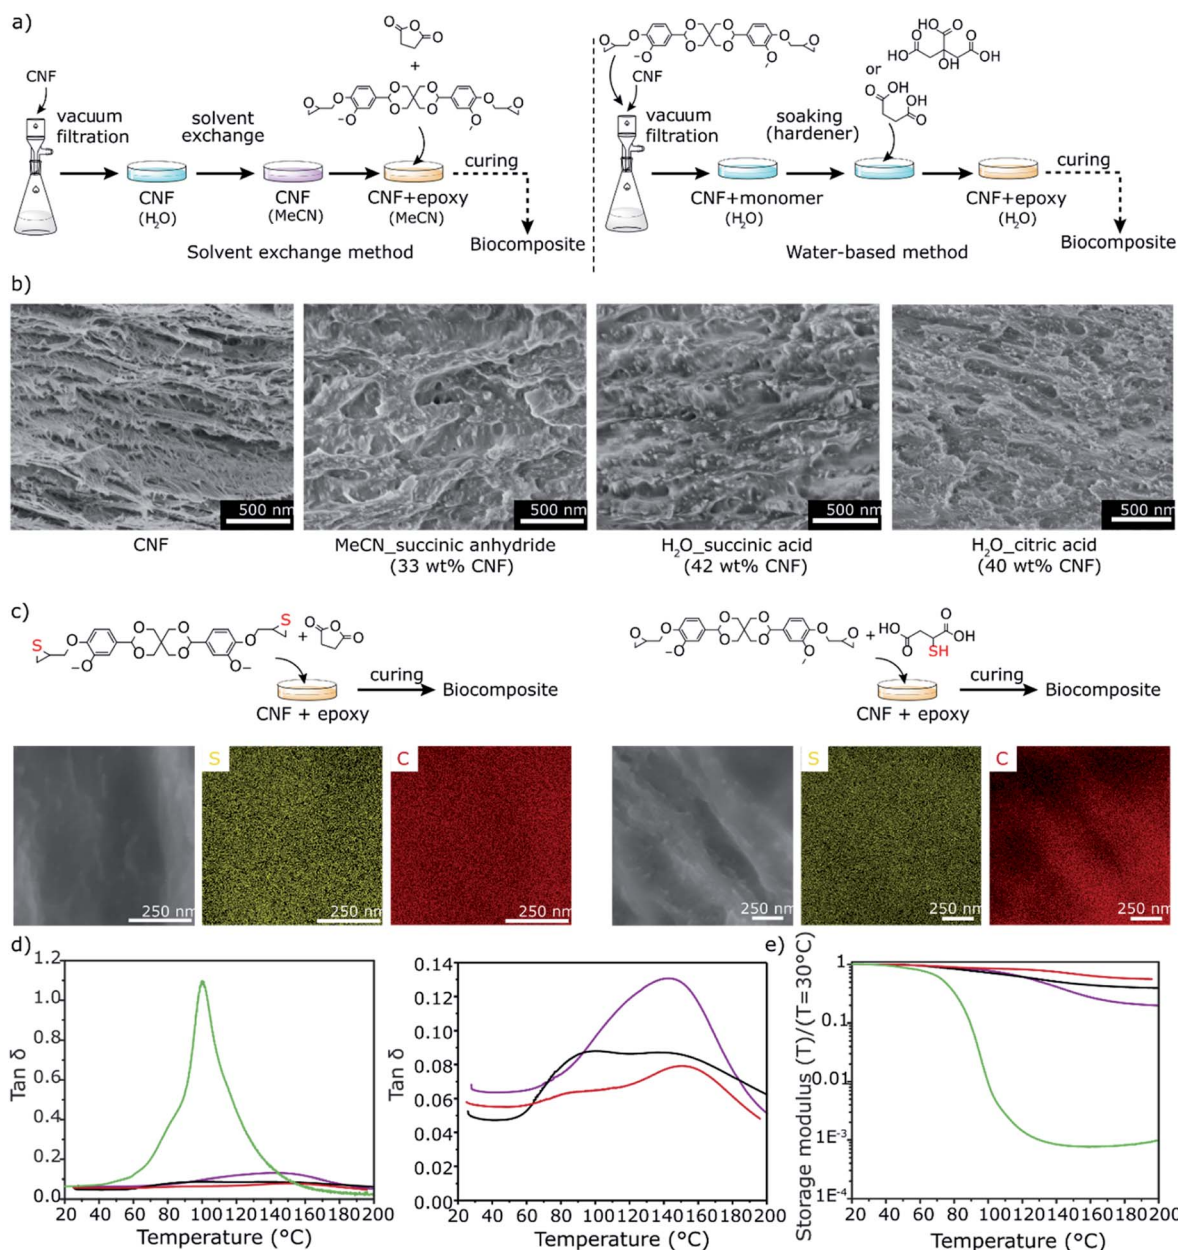 a)
CNF
vacuum
filtration
CNF
(H₂O)
solvent
exchange
CNF
(MeCN)
O
O
O
+
O
O
O
O
O
O
O
O
O
O
CNF+epoxy
(MeCN)
curing
Biocomposite
Solvent exchange method
O
O
O
O
O
O
O
O
O
O
CNF
vacuum
filtration
CNF+monomer
(H₂O)
soaking
(hardener)
or
O
OH
O
OH
O
OH
OH
O
OH
O
OH
CNF+epoxy
(H₂O)
curing
Biocomposite
Water-based method
b)
500 nm
500 nm
500 nm
500 nm
CNF
MeCN_succinic anhydride
(33 wt% CNF)
H₂O_succinic acid
(42 wt% CNF)
H₂O_citric acid
(40 wt% CNF)
c)
S
O
O
O
O
O
O
O
O
S
+
O
O
O
CNF + epoxy
curing
Biocomposite
O
O
O
O
O
O
O
O
O
O
+
O
HO
O
OH
SH
CNF + epoxy
curing
Biocomposite
250 nm
S
250 nm
C
250 nm
250 nm
S
250 nm
C
250 nm
d)
Tan δ
1.2
1.0
0.8
0.6
0.4
0.2
0.0
20 40 60 80 100 120 140 160 180 200
Temperature (°C)
Tan δ
0.14
0.12
0.10
0.08
0.06
0.04
0.02
0.00
20 40 60 80 100 120 140 160 180 200
Temperature (°C)
e)
Storage modulus (T)/(T=30°C)
1
0.1
0.01
1E⁻3
1E⁻4
20 40 60 80 100 120 140 160 180 200
Temperature (°C)